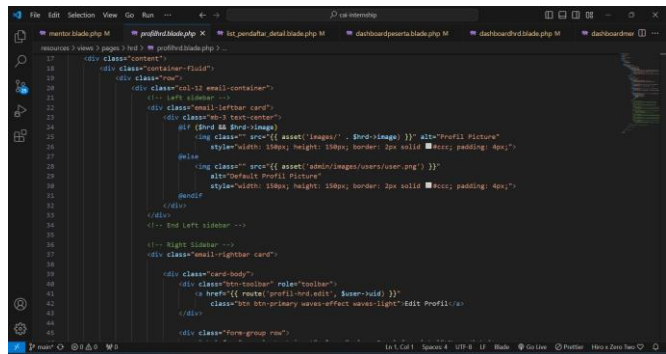 File Edit Selection View Go Run ... cai-internship
mentor.blade.php M profilhrd.blade.php × list_pendaftar_detail.blade.php M dashboardpeserta.blade.php M dashboardhrd.blade.php M dashboardmer
resources > views > pages > hrd > profilhrd.blade.php > ...
17 <div class="content">
18 <div class="container-fluid">
19 <div class="row">
20 <div class="col-12 email-container">
21 <!-- Left sidebar -->
22 <div class="email-leftbar card">
23 <div class="mb-3 text-center">
24 @if ($hrd && $hrd->image)
25 <img class="" src="{{ asset('images/' . $hrd->image) }}" alt="Profil Picture"
26 style="width: 150px; height: 150px; border: 2px solid #ccc; padding: 4px;">
27 @else
28 <img class="" src="{{ asset('admin/images/users/user.png') }}"
29 alt="Default Profil Picture"
30 style="width: 150px; height: 150px; border: 2px solid #ccc; padding: 4px;">
31 @endif
32 </div>
33 </div>
34 <!-- End Left sidebar -->
35
36 <!-- Right Sidebar -->
37 <div class="email-rightbar card">
38
39 <div class="card-body">
40 <div class="btn-toolbar" role="toolbar">
41 <a href="{{ route('profil-hrd.edit', $user->uid) }}"
42 class="btn btn-primary waves-effect waves-light">Edit Profil</a>
43 </div>
44
45 <div class="form-group row">
main* 0 0 0 0 Ln 1, Col 1 Spaces: 4 UTF-8 LF Blade Go Live Prettier Hiro x Zero Two